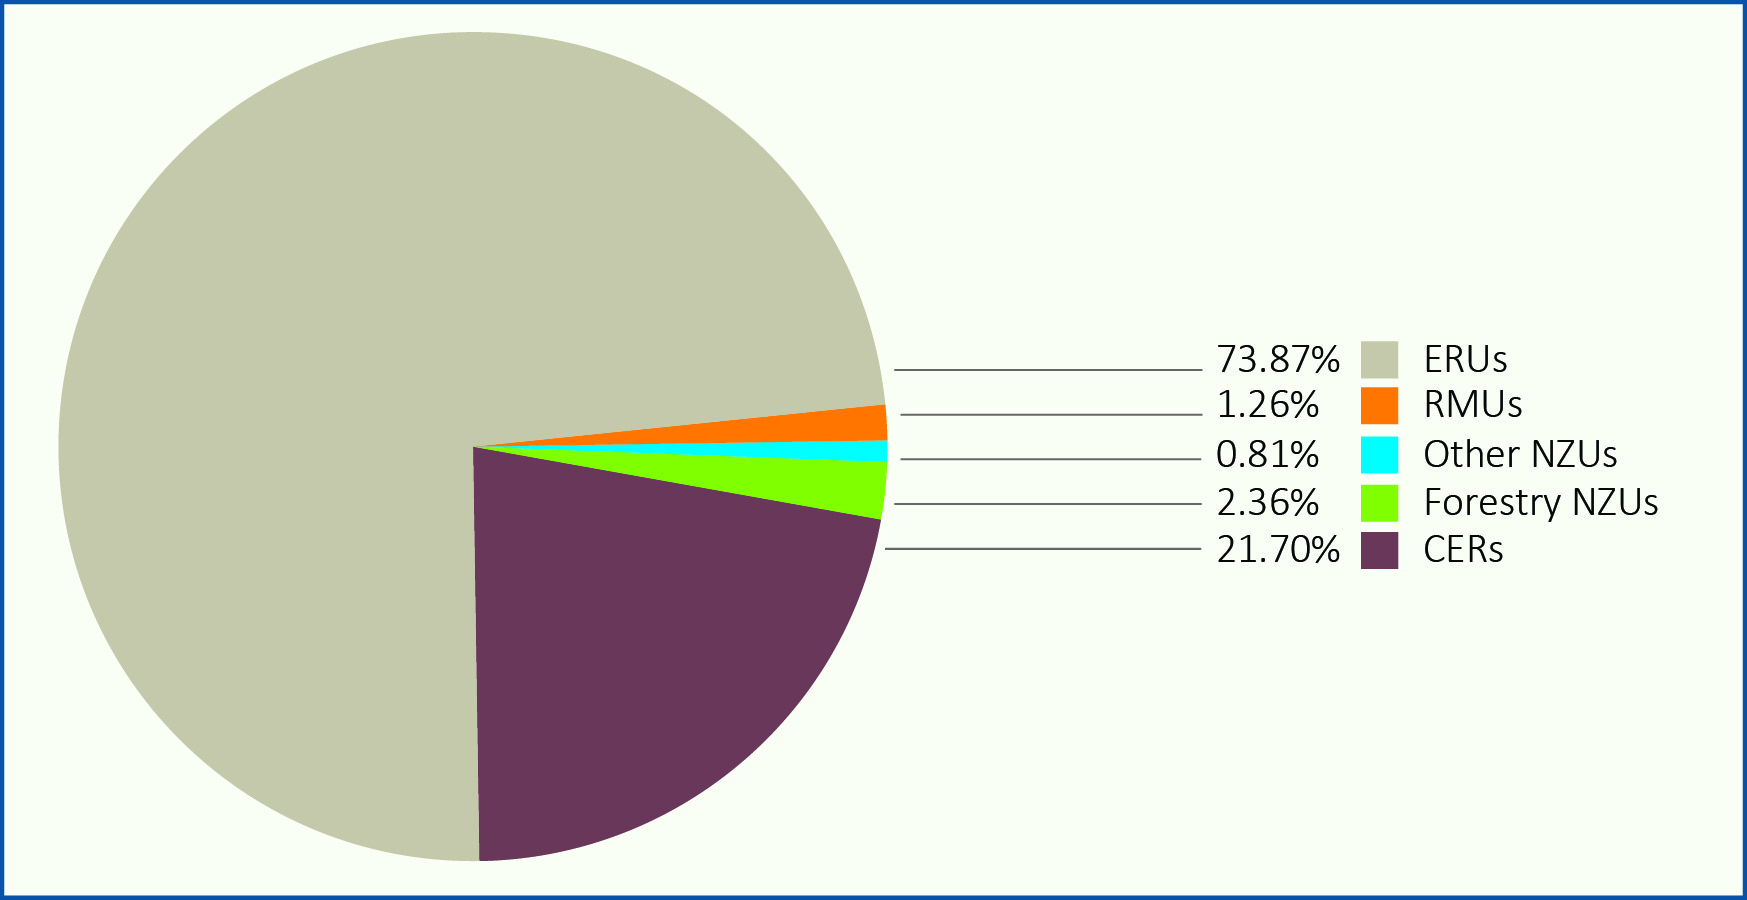 73.87% ERUs
1.26% RMUs
0.81% Other NZUs
2.36% Forestry NZUs
21.70% CERs